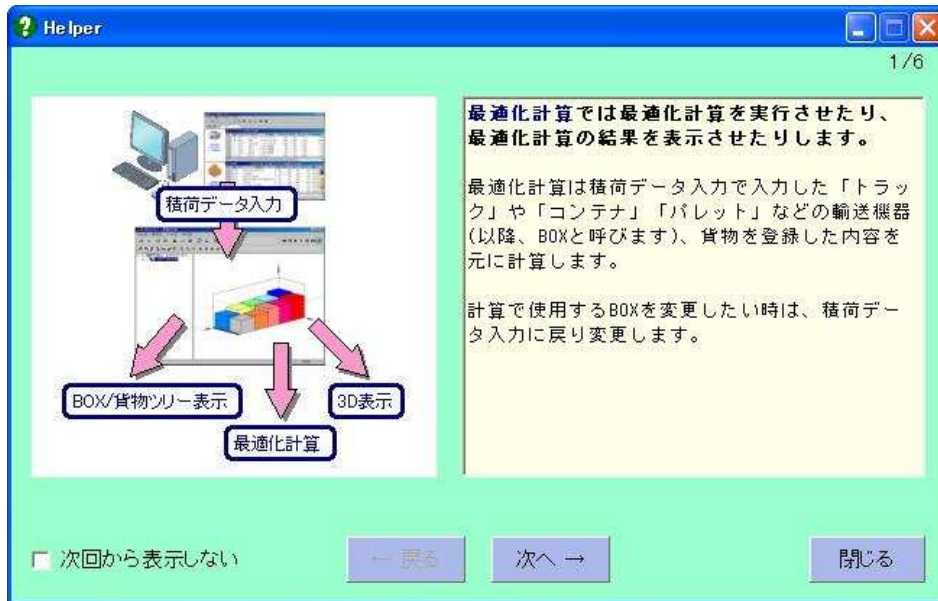 Helper
1/6
積荷データ入力
BOX/貨物ツリー表示
3D表示
最適化計算
最適化計算では最適化計算を実行させたり、
最適化計算の結果を表示させたりします。
最適化計算は積荷データ入力で入力した「トラッ
ク」や「コンテナ」「パレット」などの輸送機器
(以降、BOXと呼びます)、貨物を登録した内容を
元に計算します。
計算で使用するBOXを変更したい時は、積荷デー
タ入力に戻り変更します。
次回から表示しない
← 戻る
次へ →
閉じる